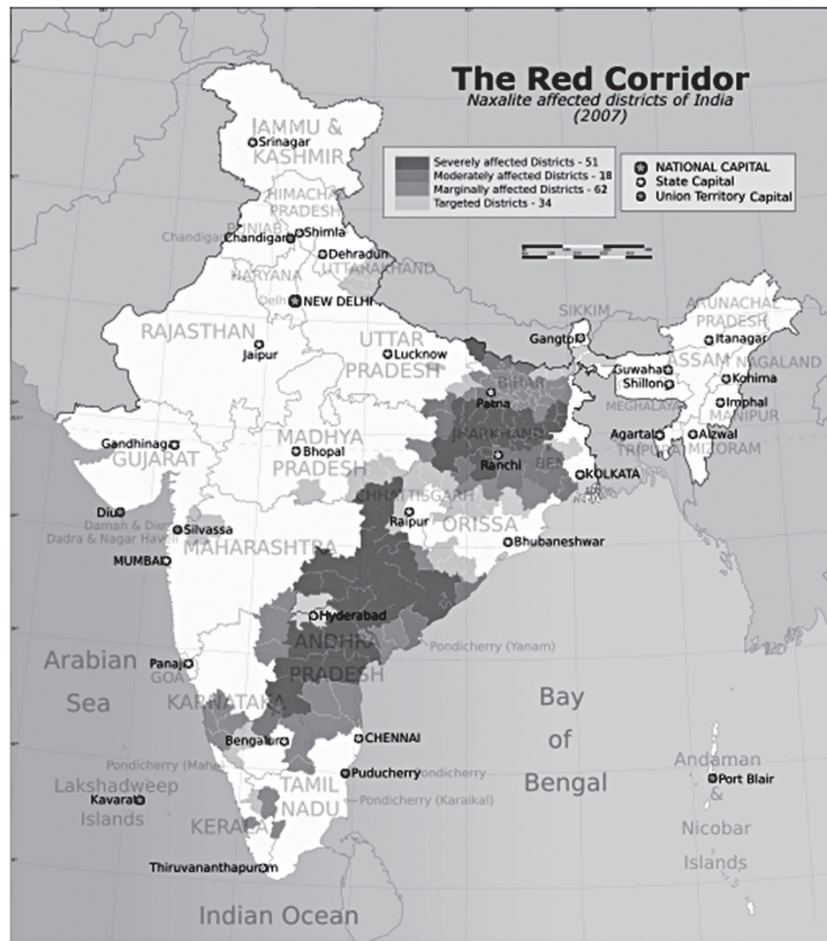 The Red Corridor
Naxalite affected districts of India
(2007)
Severely affected Districts - 51
Moderately affected Districts - 18
Marginally affected Districts - 62
Targeted Districts - 34
NATIONAL CAPITAL
State Capital
Union Territory Capital
JAMMU &
KASHMIR
Srinagar
HIMACHAL
PRADESH
PUNJAB
Shimla
Chandigarh
Dehradun
UTTARAKHAND
HARYANA
Delhi
NEW DELHI
RAJASTHAN
Jaipur
UTTAR
PRADESH
Lucknow
SIKKIM
Gangtok
ARUNACHAL
PRADESH
Itanagar
ASSAM
NAGALAND
Guwahati
Shillong
Kohima
MEGHALAYA
Imphal
MANIPUR
Agartala
Aizwal
TRIPURA
MIZORAM
BIHAR
Patna
JHARKHAND
Ranchi
KOLKATA
Gandhinagar
GUJARAT
MADHYA
PRADESH
Bhopal
CHHATTISGARH
Raipur
ORISSA
Bhubaneshwar
Diu
Daman & Diu
Dadra & Nagar Haveli
Silvassa
MAHARASHTRA
MUMBAI
Hyderabad
ANDHRA
PRADESH
Pondicherry (Yanam)
Arabian
Sea
Panaji
GOA
KARNATAKA
Bengaluru
CHENNAI
Pondicherry (Mahe)
Puducherry
Pondicherry
Pondicherry (Karaikal)
Lakshadweep
Islands
Kavarati
TAMIL
NADU
KERALA
Thiruvananthapuram
Bay
of
Bengal
Andaman
&
Nicobar
Islands
Port Blair
Indian Ocean